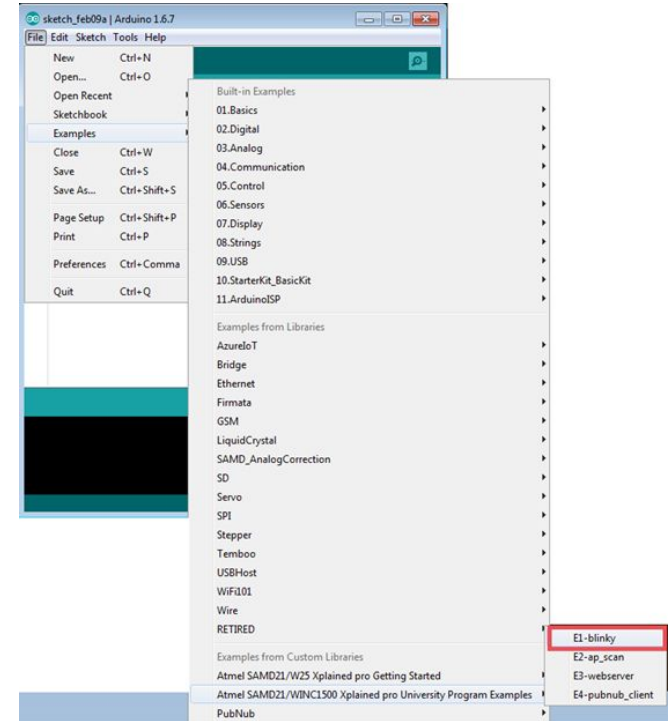 sketch_feb09a | Arduino 1.6.7
File Edit Sketch Tools Help
New Ctrl+N
Open... Ctrl+O
Open Recent
Sketchbook
Examples
Close Ctrl+W
Save Ctrl+S
Save As... Ctrl+Shift+S
Page Setup Ctrl+Shift+P
Print Ctrl+P
Preferences Ctrl+Comma
Quit Ctrl+Q
Built-in Examples
01.Basics
02.Digital
03.Analog
04.Communication
05.Control
06.Sensors
07.Display
08.Strings
09.USB
10.StarterKit_BasicKit
11.ArduinoISP
Examples from Libraries
AzureIoT
Bridge
Ethernet
Firmata
GSM
LiquidCrystal
SAMD_AnalogCorrection
SD
Servo
SPI
Stepper
Temboo
USBHost
WiFi101
Wire
RETIRED
Examples from Custom Libraries
Atmel SAMD21/W25 Xplained pro Getting Started
Atmel SAMD21/WINC1500 Xplained pro University Program Examples
PubNub
E1-blinky
E2-ap_scan
E3-webserver
E4-pubnub_client